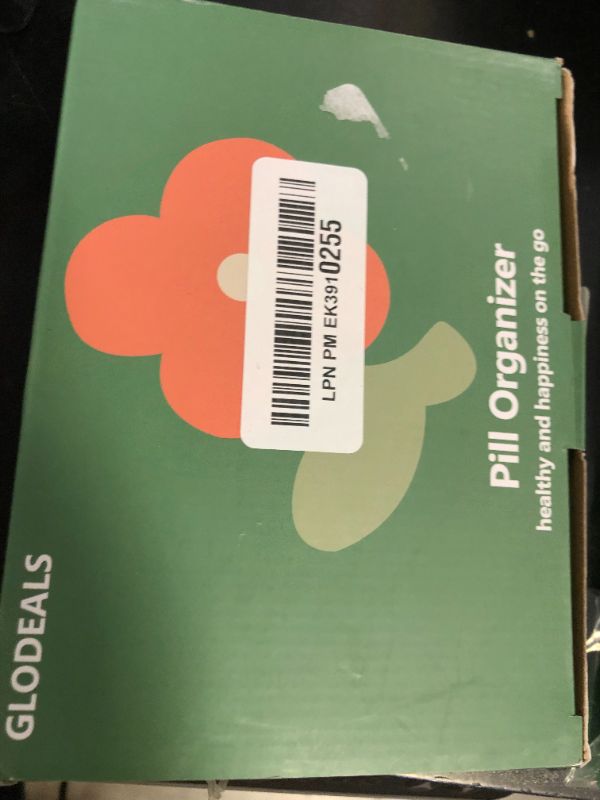 GLODEALS
LPN PM EK3910255
Pill Organizer
healthy and happiness on the go